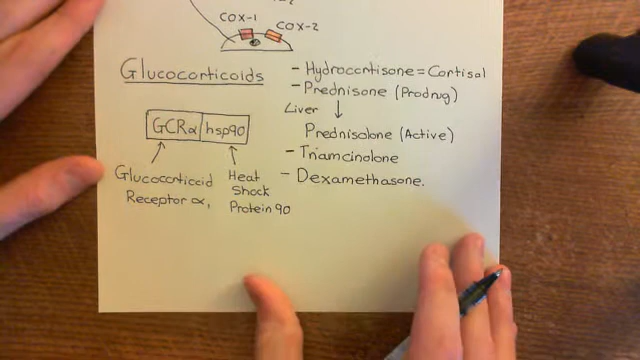 COX-1
COX-2
Glucocorticoids
- Hydrocortisone = Cortisol
- Prednisone (Prodrug)
Liver
Prednisolone (Active)
- Triamcinolone
- Dexamethasone.
GCRα hsp90
Glucocorticoid
Receptor α,
Heat
Shock
Protein 90